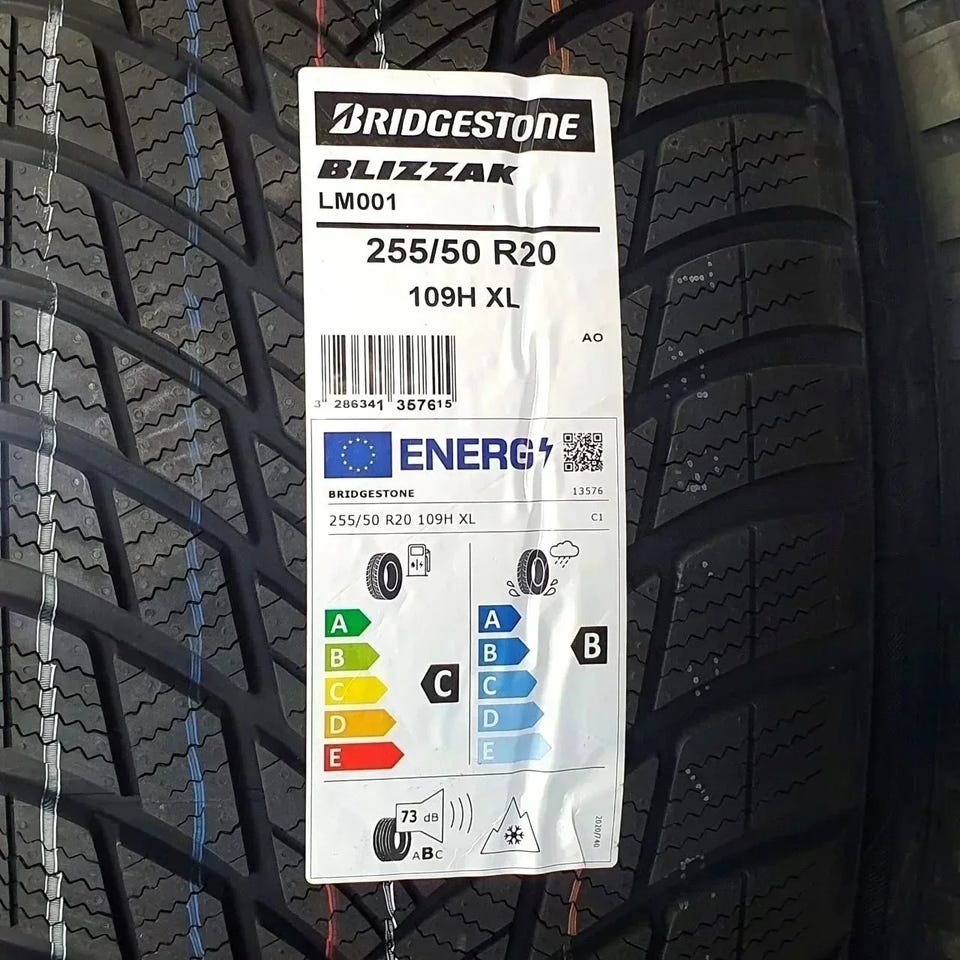 BRIDGESTONE
BLIZZAK
LM001
255/50 R20
109H XL
AO
3 286341 357615
ENERG
BRIDGESTONE 13576
255/50 R20 109H XL C1
A A
B B B
C C C
D D
E E
73 dB
ABC
2020/740